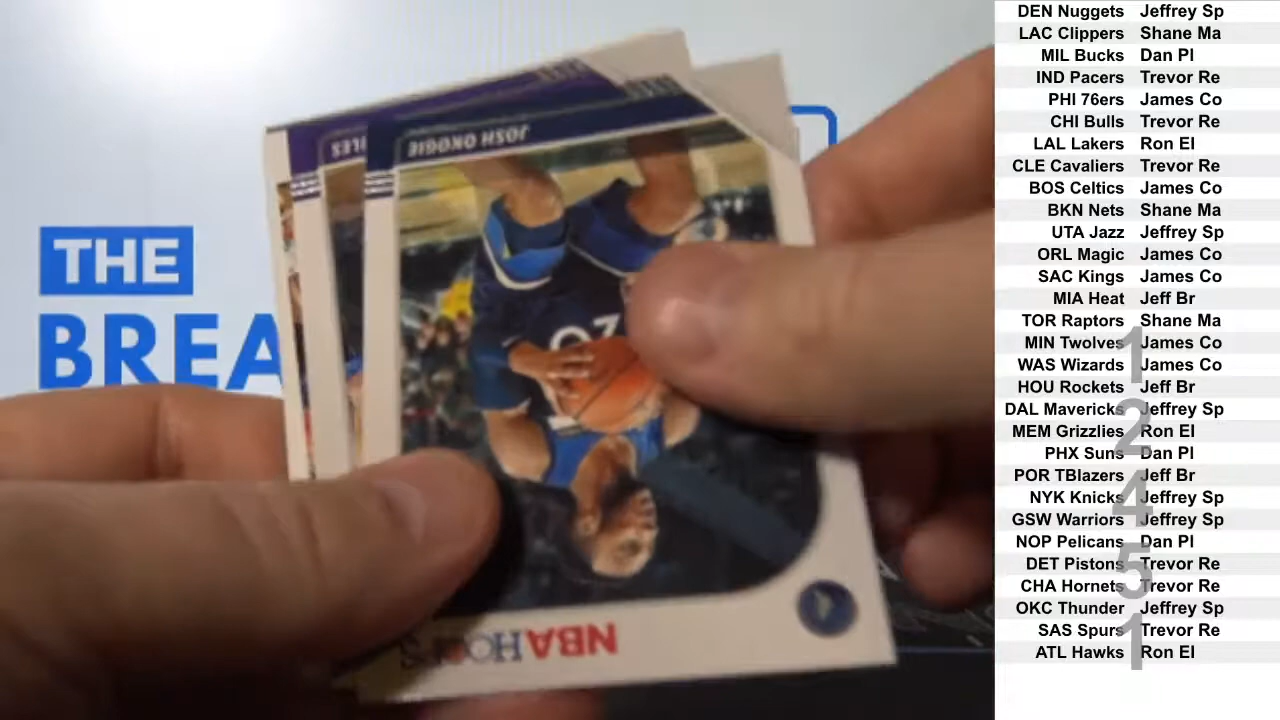 THE
BREA
ILES
JOSH OKOGIE
NBA HOOPS
DEN Nuggets Jeffrey Sp
LAC Clippers Shane Ma
MIL Bucks Dan Pl
IND Pacers Trevor Re
PHI 76ers James Co
CHI Bulls Trevor Re
LAL Lakers Ron El
CLE Cavaliers Trevor Re
BOS Celtics James Co
BKN Nets Shane Ma
UTA Jazz Jeffrey Sp
ORL Magic James Co
SAC Kings James Co
MIA Heat Jeff Br
TOR Raptors Shane Ma
MIN Twolves James Co
WAS Wizards James Co
HOU Rockets Jeff Br
DAL Mavericks Jeffrey Sp
MEM Grizzlies Ron El
PHX Suns Dan Pl
POR TBlazers Jeff Br
NYK Knicks Jeffrey Sp
GSW Warriors Jeffrey Sp
NOP Pelicans Dan Pl
DET Pistons Trevor Re
CHA Hornets Trevor Re
OKC Thunder Jeffrey Sp
SAS Spurs Trevor Re
ATL Hawks Ron El
1
2
4
5
1